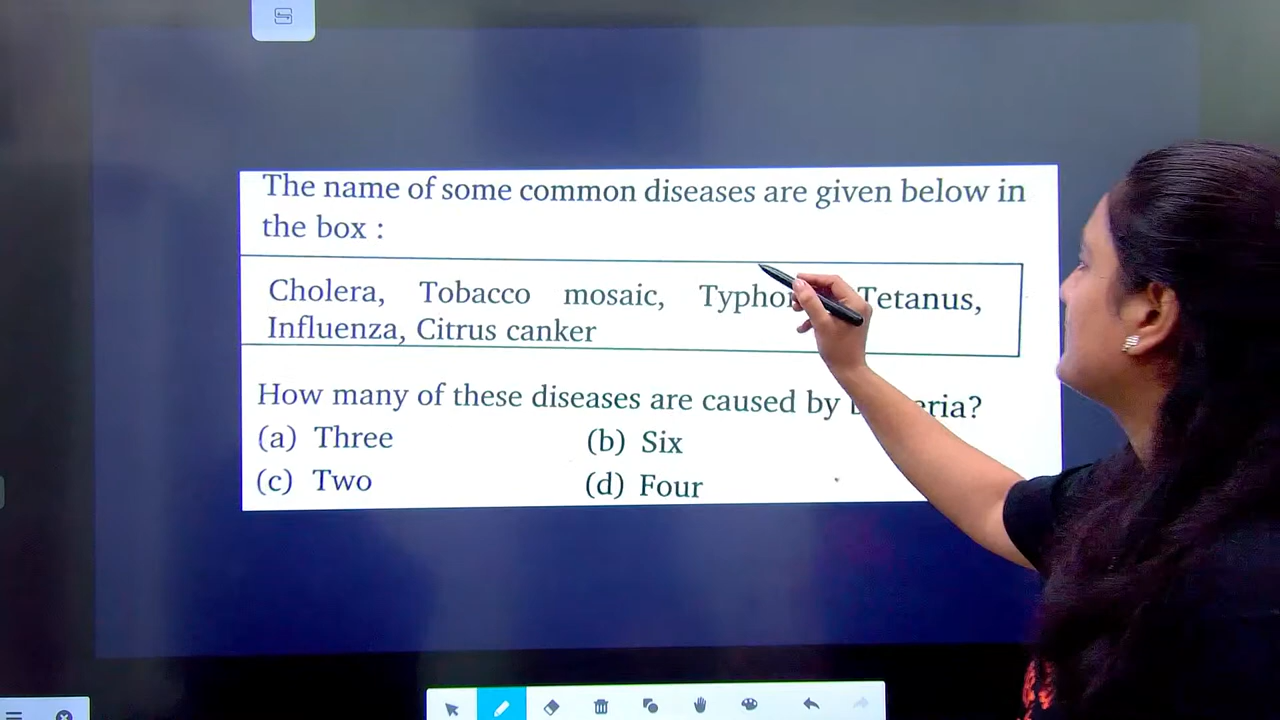 The name of some common diseases are given below in
the box :
Cholera, Tobacco mosaic, Tetanus,
Influenza, Citrus canker
How many of these diseases are caused by
(a) Three (b) Six
(c) Two (d) Four